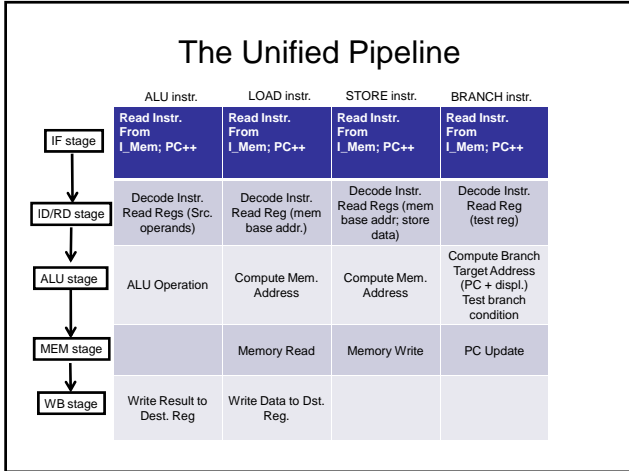 The Unified Pipeline
ALU instr.
LOAD instr.
STORE instr.
BRANCH instr.
IF stage
Read Instr.
From
I_Mem; PC++
Read Instr.
From
I_Mem; PC++
Read Instr.
From
I_Mem; PC++
Read Instr.
From
I_Mem; PC++
ID/RD stage
Decode Instr.
Read Regs (Src.
operands)
Decode Instr.
Read Reg (mem
base addr.)
Decode Instr.
Read Regs (mem
base addr; store
data)
Decode Instr.
Read Reg
(test reg)
ALU stage
ALU Operation
Compute Mem.
Address
Compute Mem.
Address
Compute Branch
Target Address
(PC + displ.)
Test branch
condition
MEM stage
Memory Read
Memory Write
PC Update
WB stage
Write Result to
Dest. Reg
Write Data to Dst.
Reg.